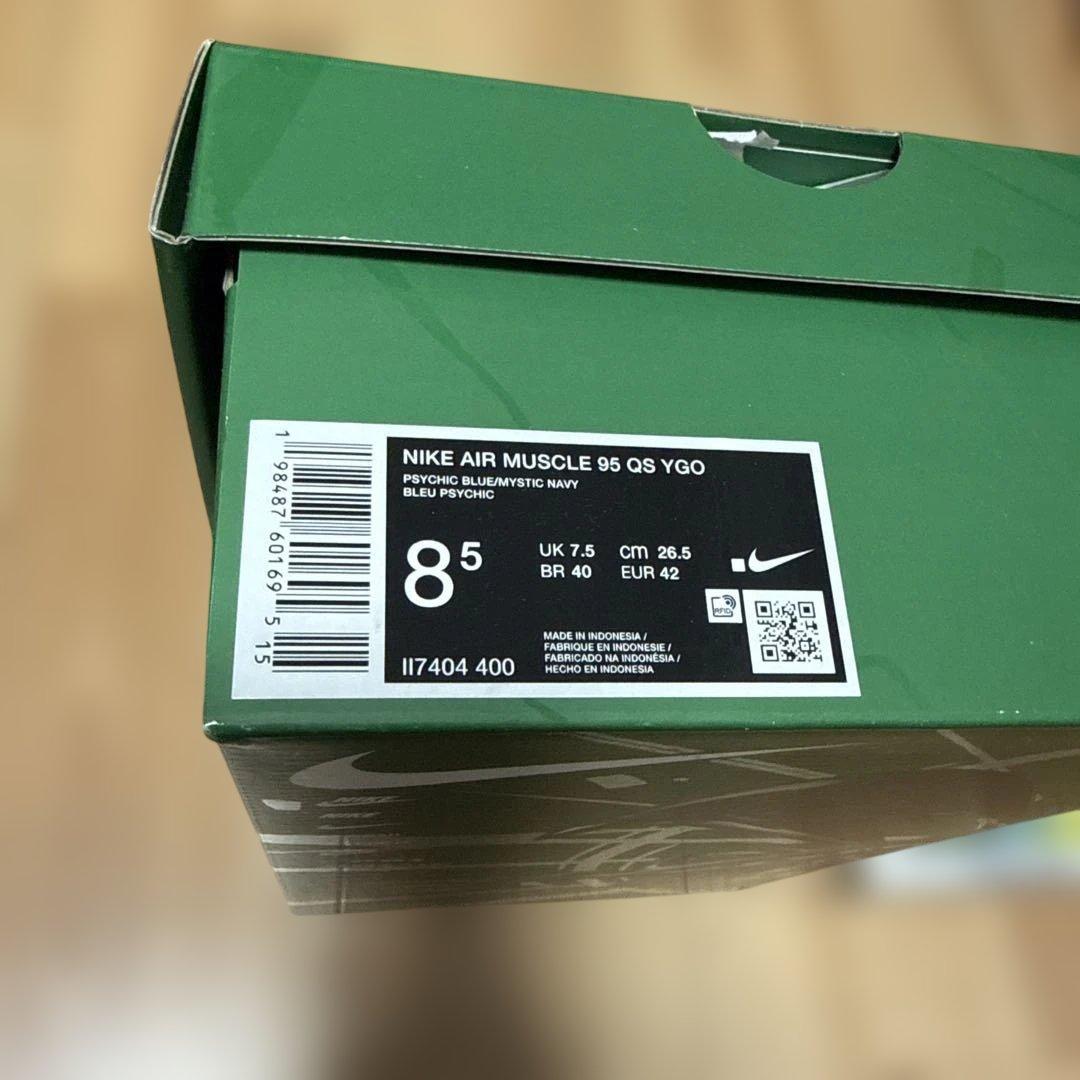 1 98487 60169 5 15
NIKE AIR MUSCLE 95 QS YGO
PSYCHIC BLUE/MYSTIC NAVY
BLEU PSYCHIC
8⁵
UK 7.5 cm 26.5
BR 40 EUR 42
RFID
II7404 400
MADE IN INDONESIA /
FABRIQUE EN INDONESIE /
FABRICADO NA INDONÉSIA /
HECHO EN INDONESIA
NIKE